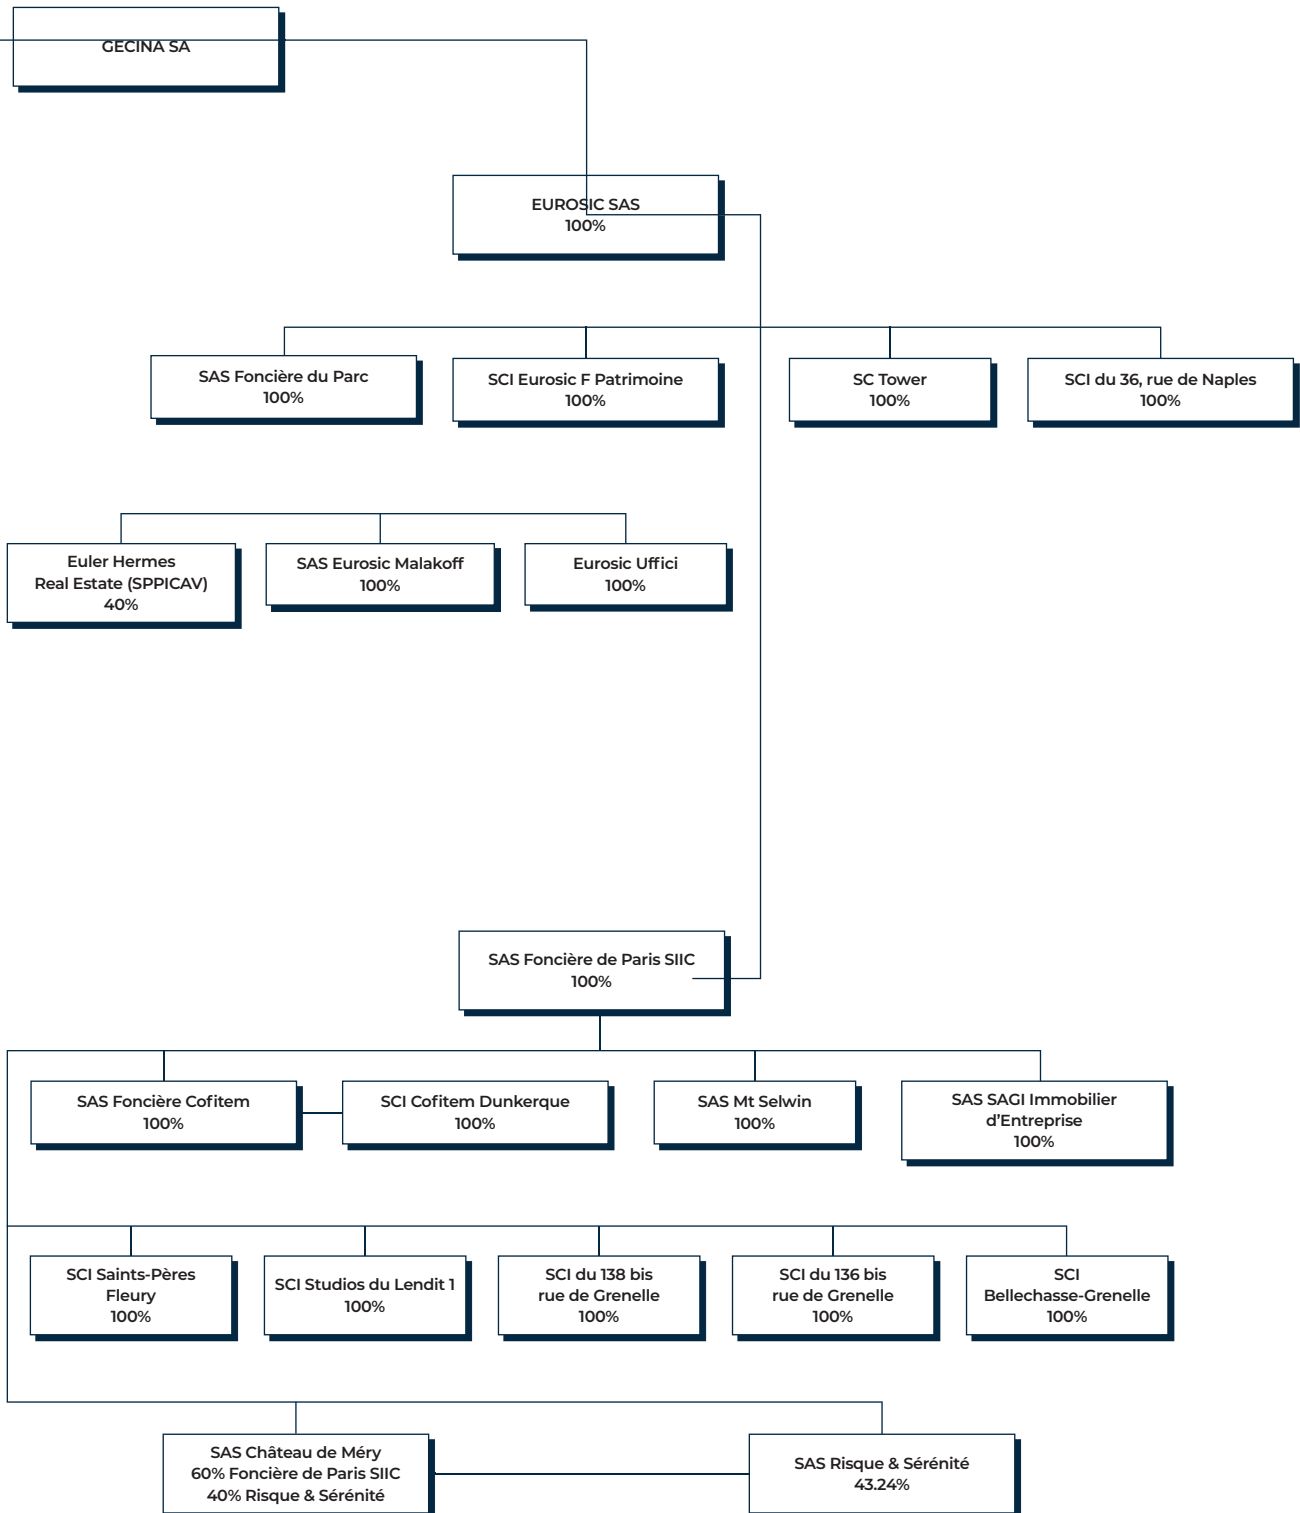 GECINA SA
EUROSIC SAS
100%
SAS Foncière du Parc
100%
SCI Eurosic F Patrimoine
100%
SC Tower
100%
SCI du 36, rue de Naples
100%
Euler Hermes
Real Estate (SPPICAV)
40%
SAS Eurosic Malakoff
100%
Eurosic Uffici
100%
SAS Foncière de Paris SIIC
100%
SAS Foncière Cofitem
100%
SCI Cofitem Dunkerque
100%
SAS Mt Selwin
100%
SAS SAGI Immobilier
d’Entreprise
100%
SCI Saints-Pères
Fleury
100%
SCI Studios du Lendit 1
100%
SCI du 138 bis
rue de Grenelle
100%
SCI du 136 bis
rue de Grenelle
100%
SCI
Bellechasse-Grenelle
100%
SAS Château de Méry
60% Foncière de Paris SIIC
40% Risque & Sérénité
SAS Risque & Sérénité
43.24%